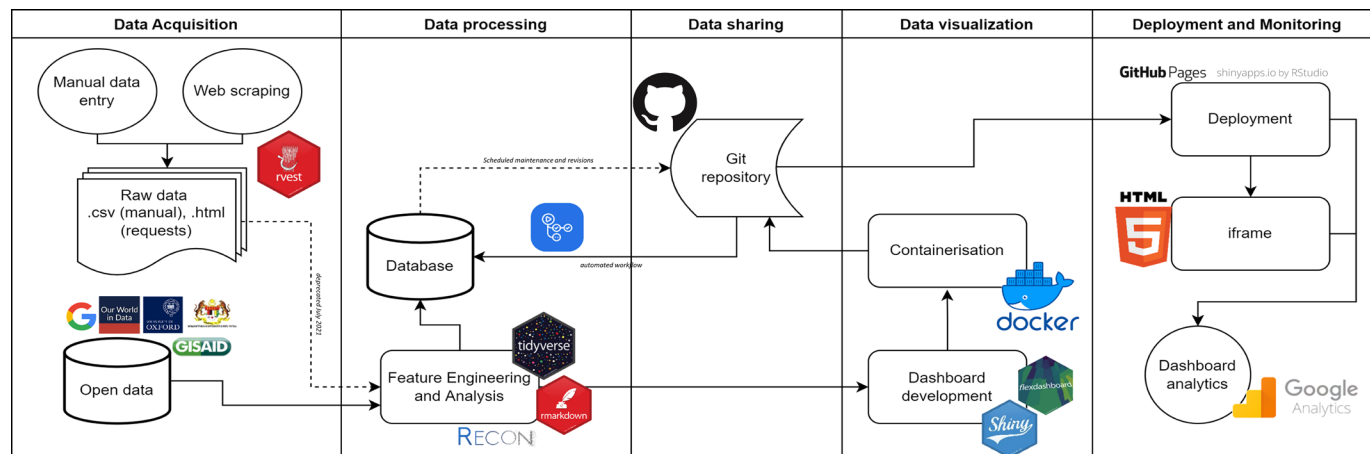 Data Acquisition
Data processing
Data sharing
Data visualization
Deployment and Monitoring
Manual data
entry
Web scraping
rvest
Raw data
.csv (manual), .html
(requests)
deprecated July 2021
Our World
in Data
UNIVERSITY OF
OXFORD
GISAID
Open data
Scheduled maintenance and revisions
Database
automated workflow
tidyverse
Feature Engineering
and Analysis
rmarkdown
RECON
Git
repository
Containerisation
docker
Dashboard
development
flexdashboard
Shiny
GitHub Pages
shinyapps.io by RStudio
Deployment
HTML
5
iframe
Dashboard
analytics
Google
Analytics